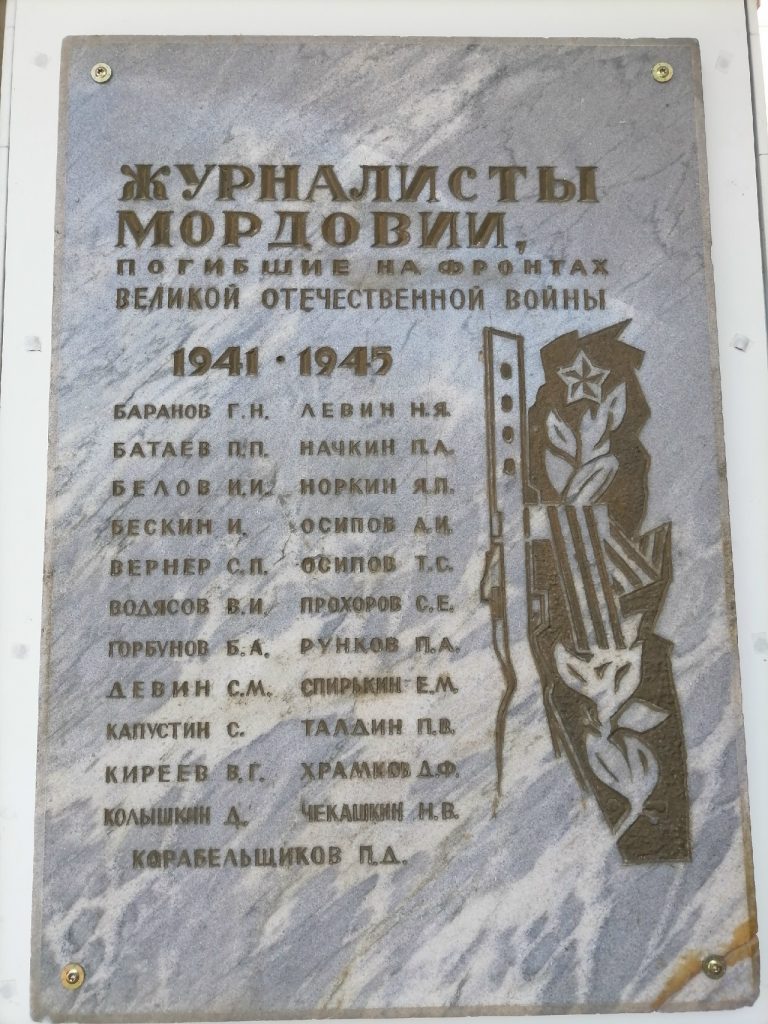 ЖУРНАЛИСТЫ
МОРДОВИИ,
ПОГИБШИЕ НА ФРОНТАХ
ВЕЛИКОЙ ОТЕЧЕСТВЕННОЙ ВОЙНЫ
1941 · 1945
БАРАНОВ Г.Н. ЛЕВИН Н.Я.
БАТАЕВ П.П. НАЧКИН П.А.
БЕЛОВ И.И. НОРКИН Я.П.
БЕСКИН И. ОСИПОВ А.И.
ВЕРНЕР С.П. ОСИПОВ Т.С.
ВОДЯСОВ В.И. ПРОХОРОВ С.Е.
ГОРБУНОВ Б.А. РУНКОВ П.А.
ДЕВИН С.М. СПИРЬКИН Е.М.
КАПУСТИН С. ТАЛДИН П.В.
КИРЕЕВ В.Г. ХРАМКОВ Д.Ф.
КОЛЫШКИН Д. ЧЕКАШКИН Н.В.
КОРАБЕЛЬЩИКОВ П.Д.